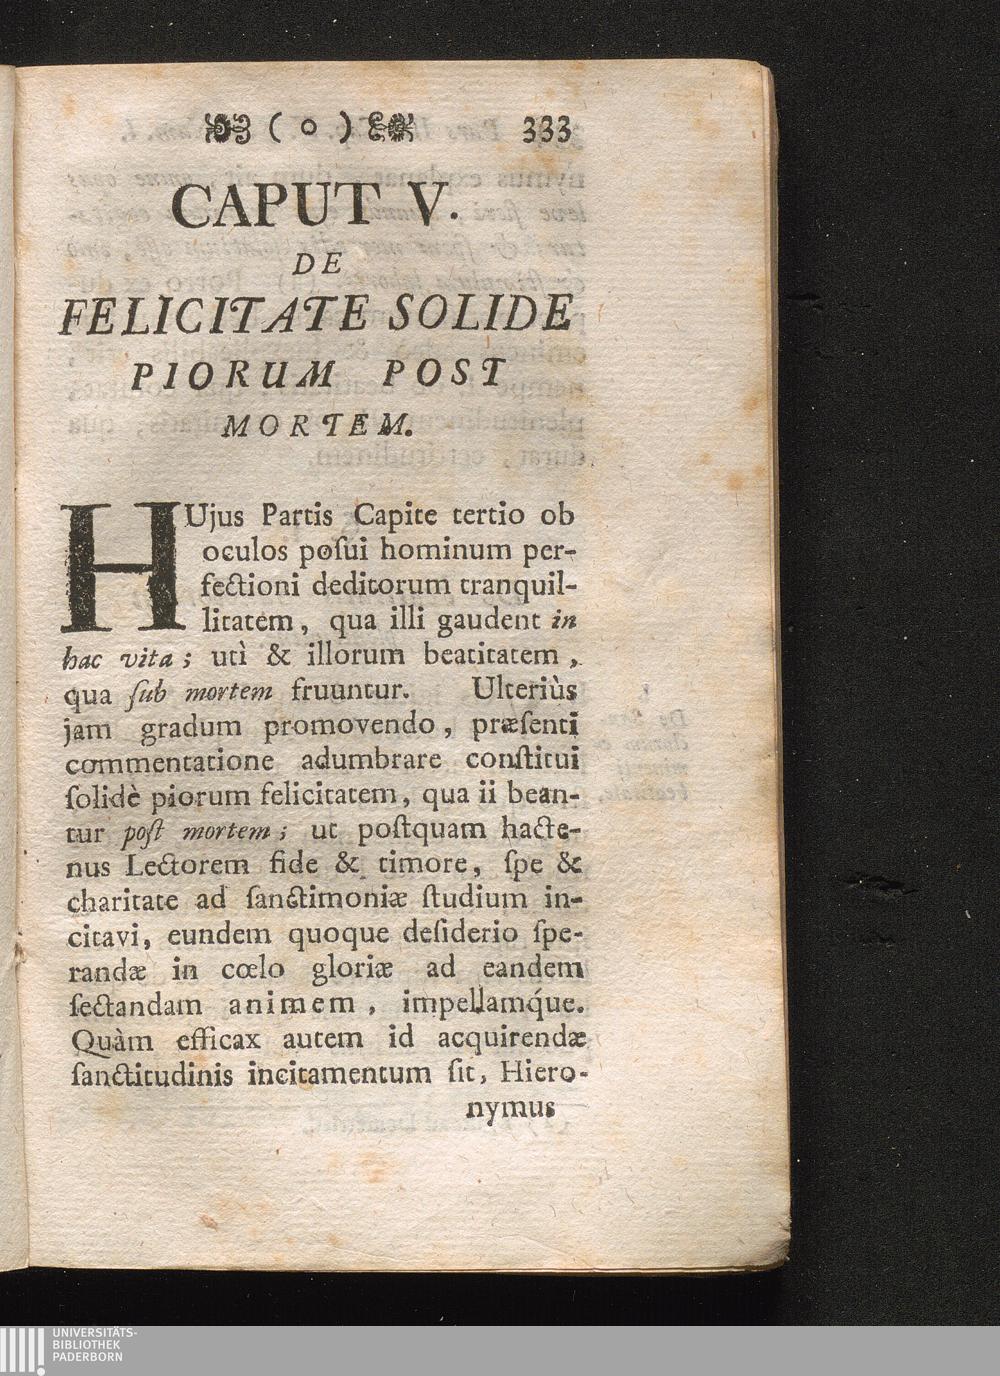 ( o ) 333
CAPUT V.
DE
FELICITATE SOLIDE
PIORUM POST
MORTEM.
HUjus Partis Capite tertio ob
oculos poſui hominum per-
fectioni deditorum tranquil-
litatem, qua illi gaudent in
hac vita; utì & illorum beatitatem,
qua ſub mortem fruuntur. Ulteriùs
jam gradum promovendo, præſenti
commentatione adumbrare conſtitui
ſolidè piorum felicitatem, qua ii bean-
tur poſt mortem; ut poſtquam hacte-
nus Lectorem fide & timore, ſpe &
charitate ad ſanctimoniæ ſtudium in-
citavi, eundem quoque deſiderio ſpe-
randæ in cœlo gloriæ ad eandem
ſectandam animem, impellamq́ue.
Quàm efficax autem id acquirendæ
ſanctitudinis incitamentum ſit, Hiero-
nymus
UNIVERSITÄTS-
BIBLIOTHEK
PADERBORN